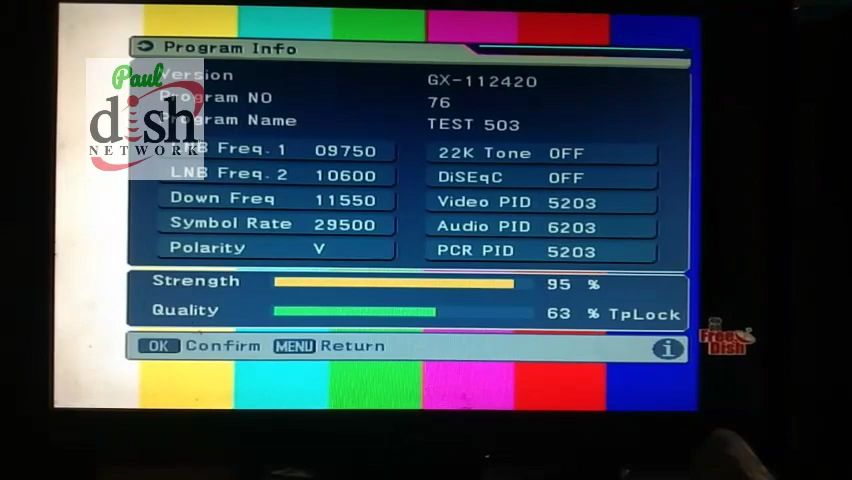 Program Info
Version GX-112420
Program NO 76
Program Name TEST 503
LNB Freq. 1 09750 22K Tone OFF
LNB Freq. 2 10600 DiSEqC OFF
Down Freq 11550 Video PID 5203
Symbol Rate 29500 Audio PID 6203
Polarity V PCR PID 5203
Strength 95 %
Quality 63 % TpLock
OK Confirm MENU Return i
Paul
dish
NETWORK
Free
Dish